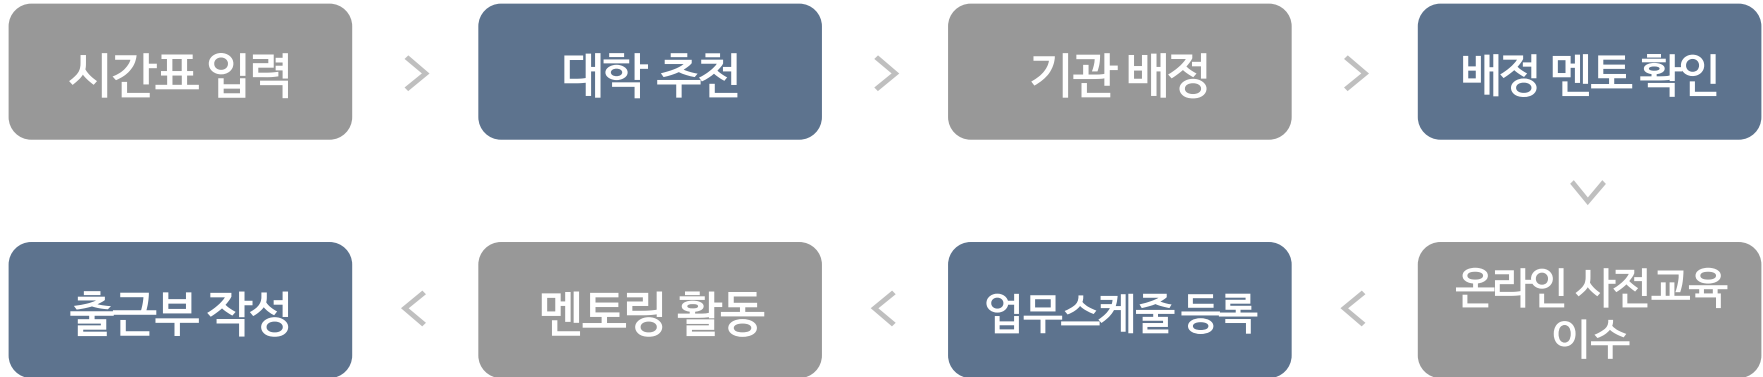 시간표 입력
대학 추천
기관 배정
배정 멘토 확인
온라인 사전교육
이수
업무스케줄 등록
멘토링 활동
출근부 작성